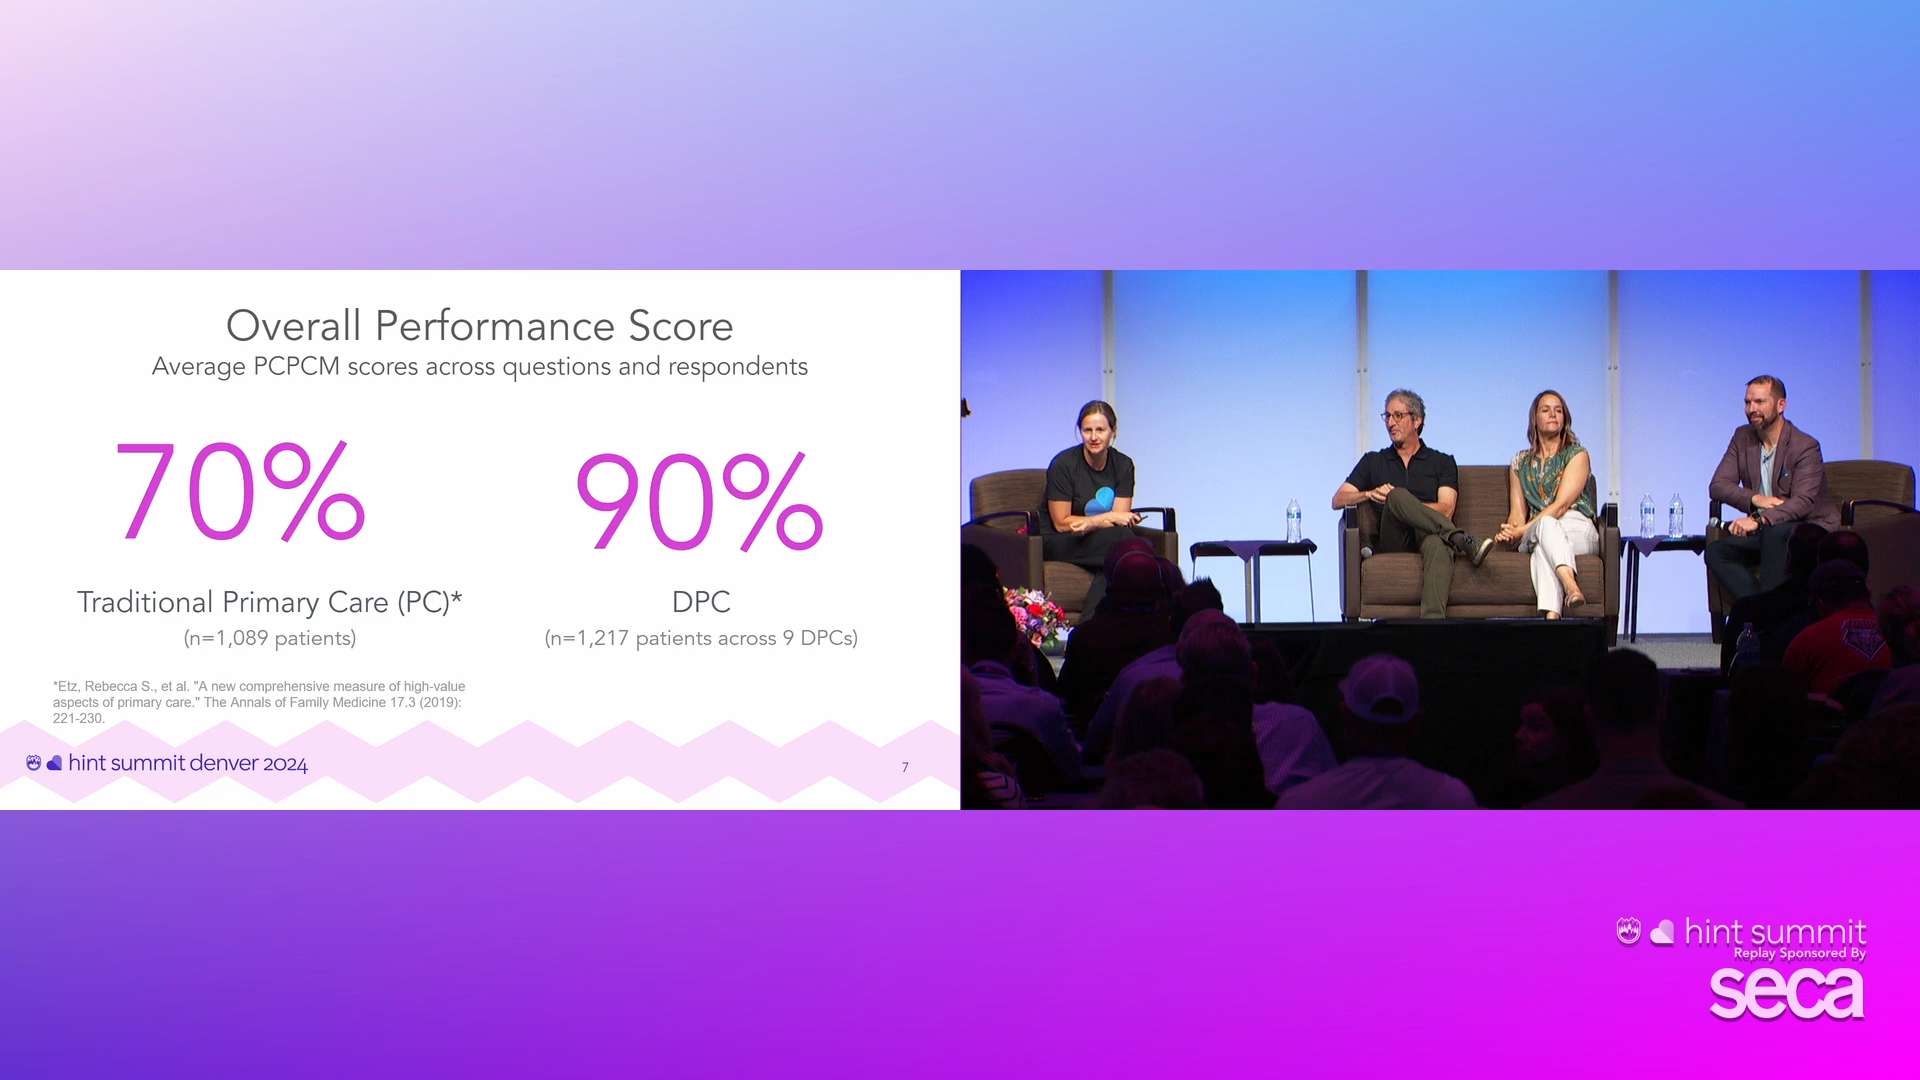 Overall Performance Score
Average PCPCM scores across questions and respondents
70%
Traditional Primary Care (PC)*
(n=1,089 patients)
90%
DPC
(n=1,217 patients across 9 DPCs)
*Etz, Rebecca S., et al. "A new comprehensive measure of high-value
aspects of primary care." The Annals of Family Medicine 17.3 (2019):
221-230.
hint summit denver 2024
7
hint summit
Replay Sponsored By
seca